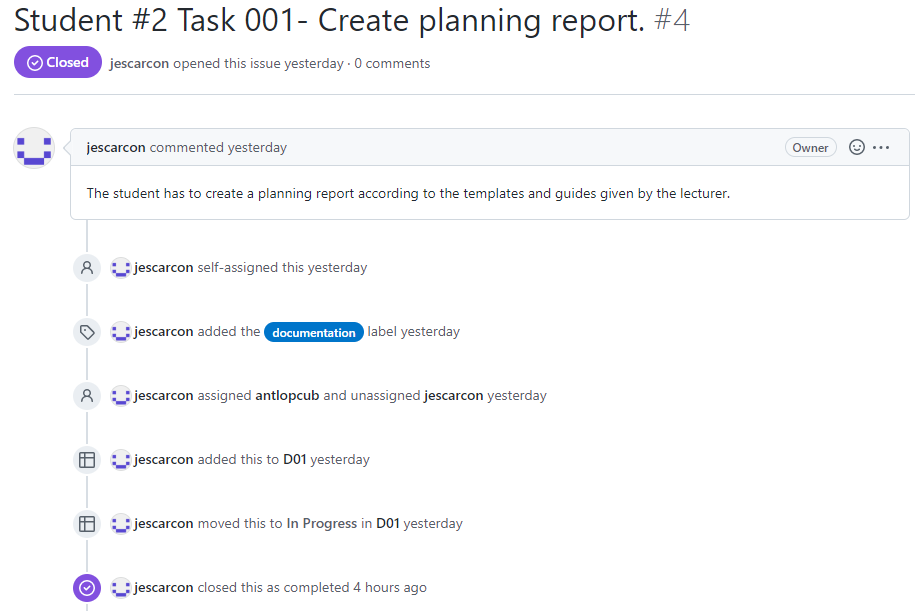 Student #2 Task 001- Create planning report. #4
Closed jescarcon opened this issue yesterday · 0 comments
jescarcon commented yesterday Owner
The student has to create a planning report according to the templates and guides given by the lecturer.
jescarcon self-assigned this yesterday
jescarcon added the documentation label yesterday
jescarcon assigned antlopcub and unassigned jescarcon yesterday
jescarcon added this to D01 yesterday
jescarcon moved this to In Progress in D01 yesterday
jescarcon closed this as completed 4 hours ago